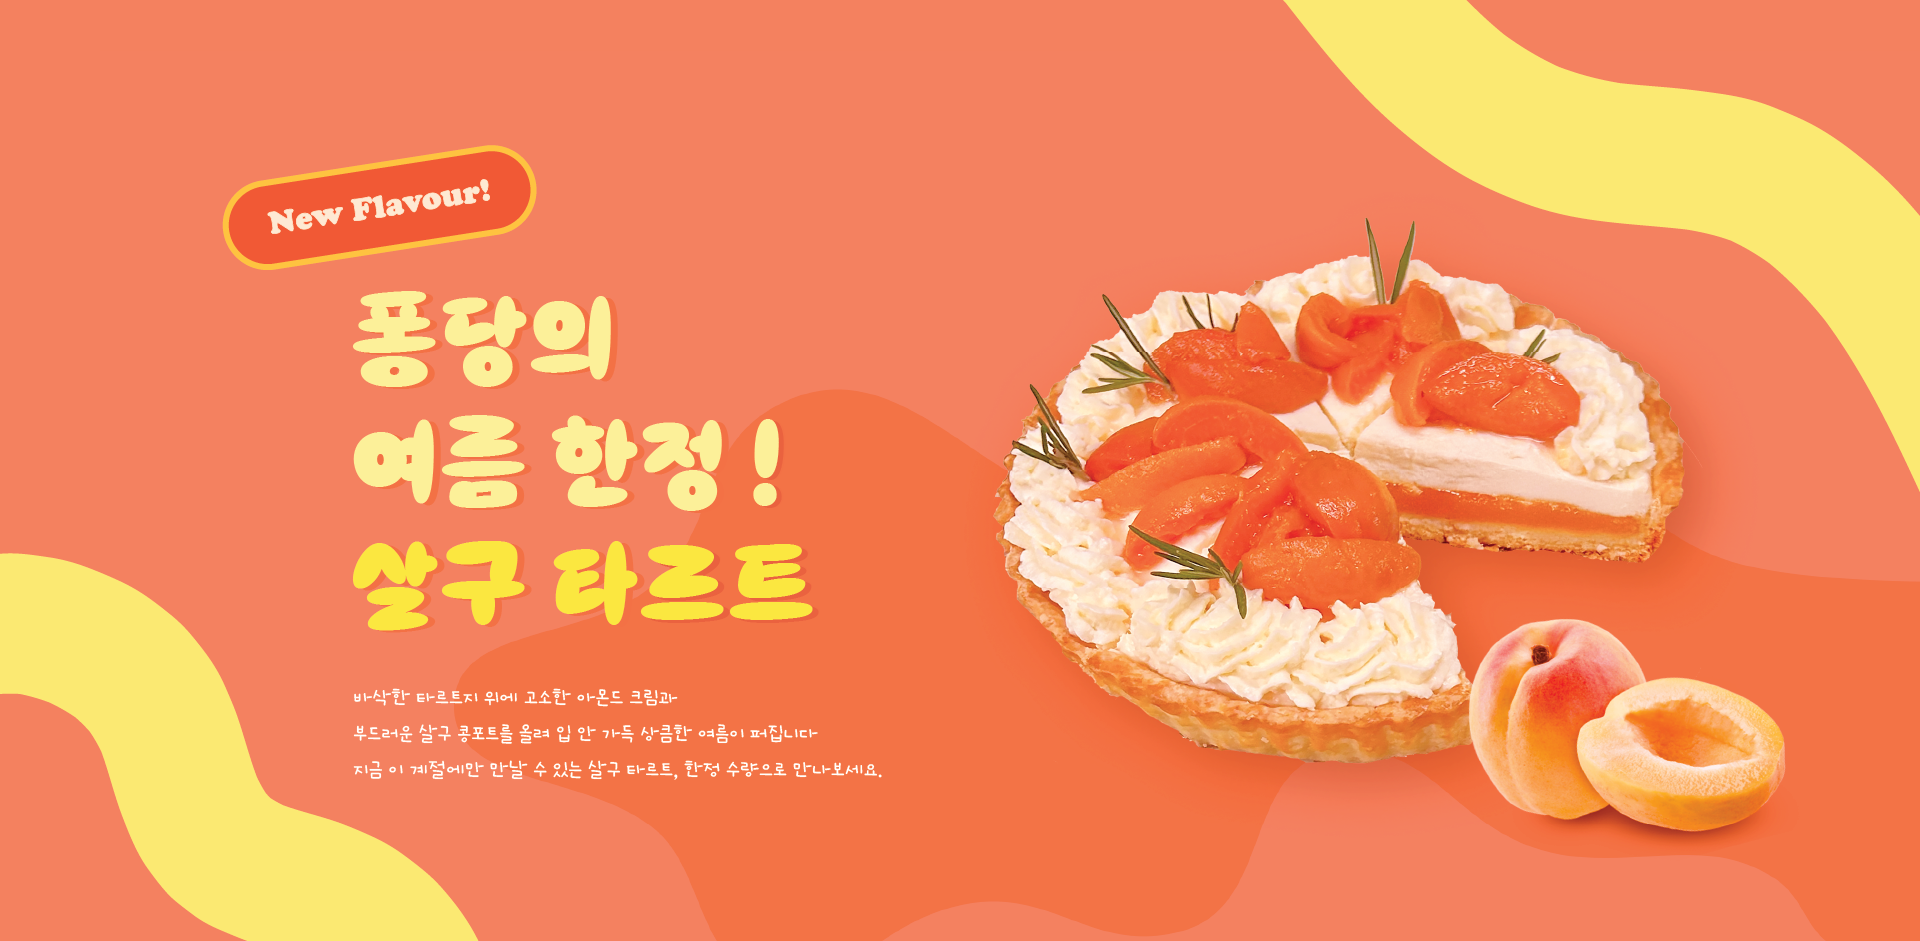 New Flavour!
퐁당의
여름 한정 !
살구 타르트
바삭한 타르트지 위에 고소한 아몬드 크림과
부드러운 살구 콩포트를 올려 입 안 가득 상큼한 여름이 퍼집니다
지금 이 계절에만 만날 수 있는 살구 타르트, 한정 수량으로 만나보세요.